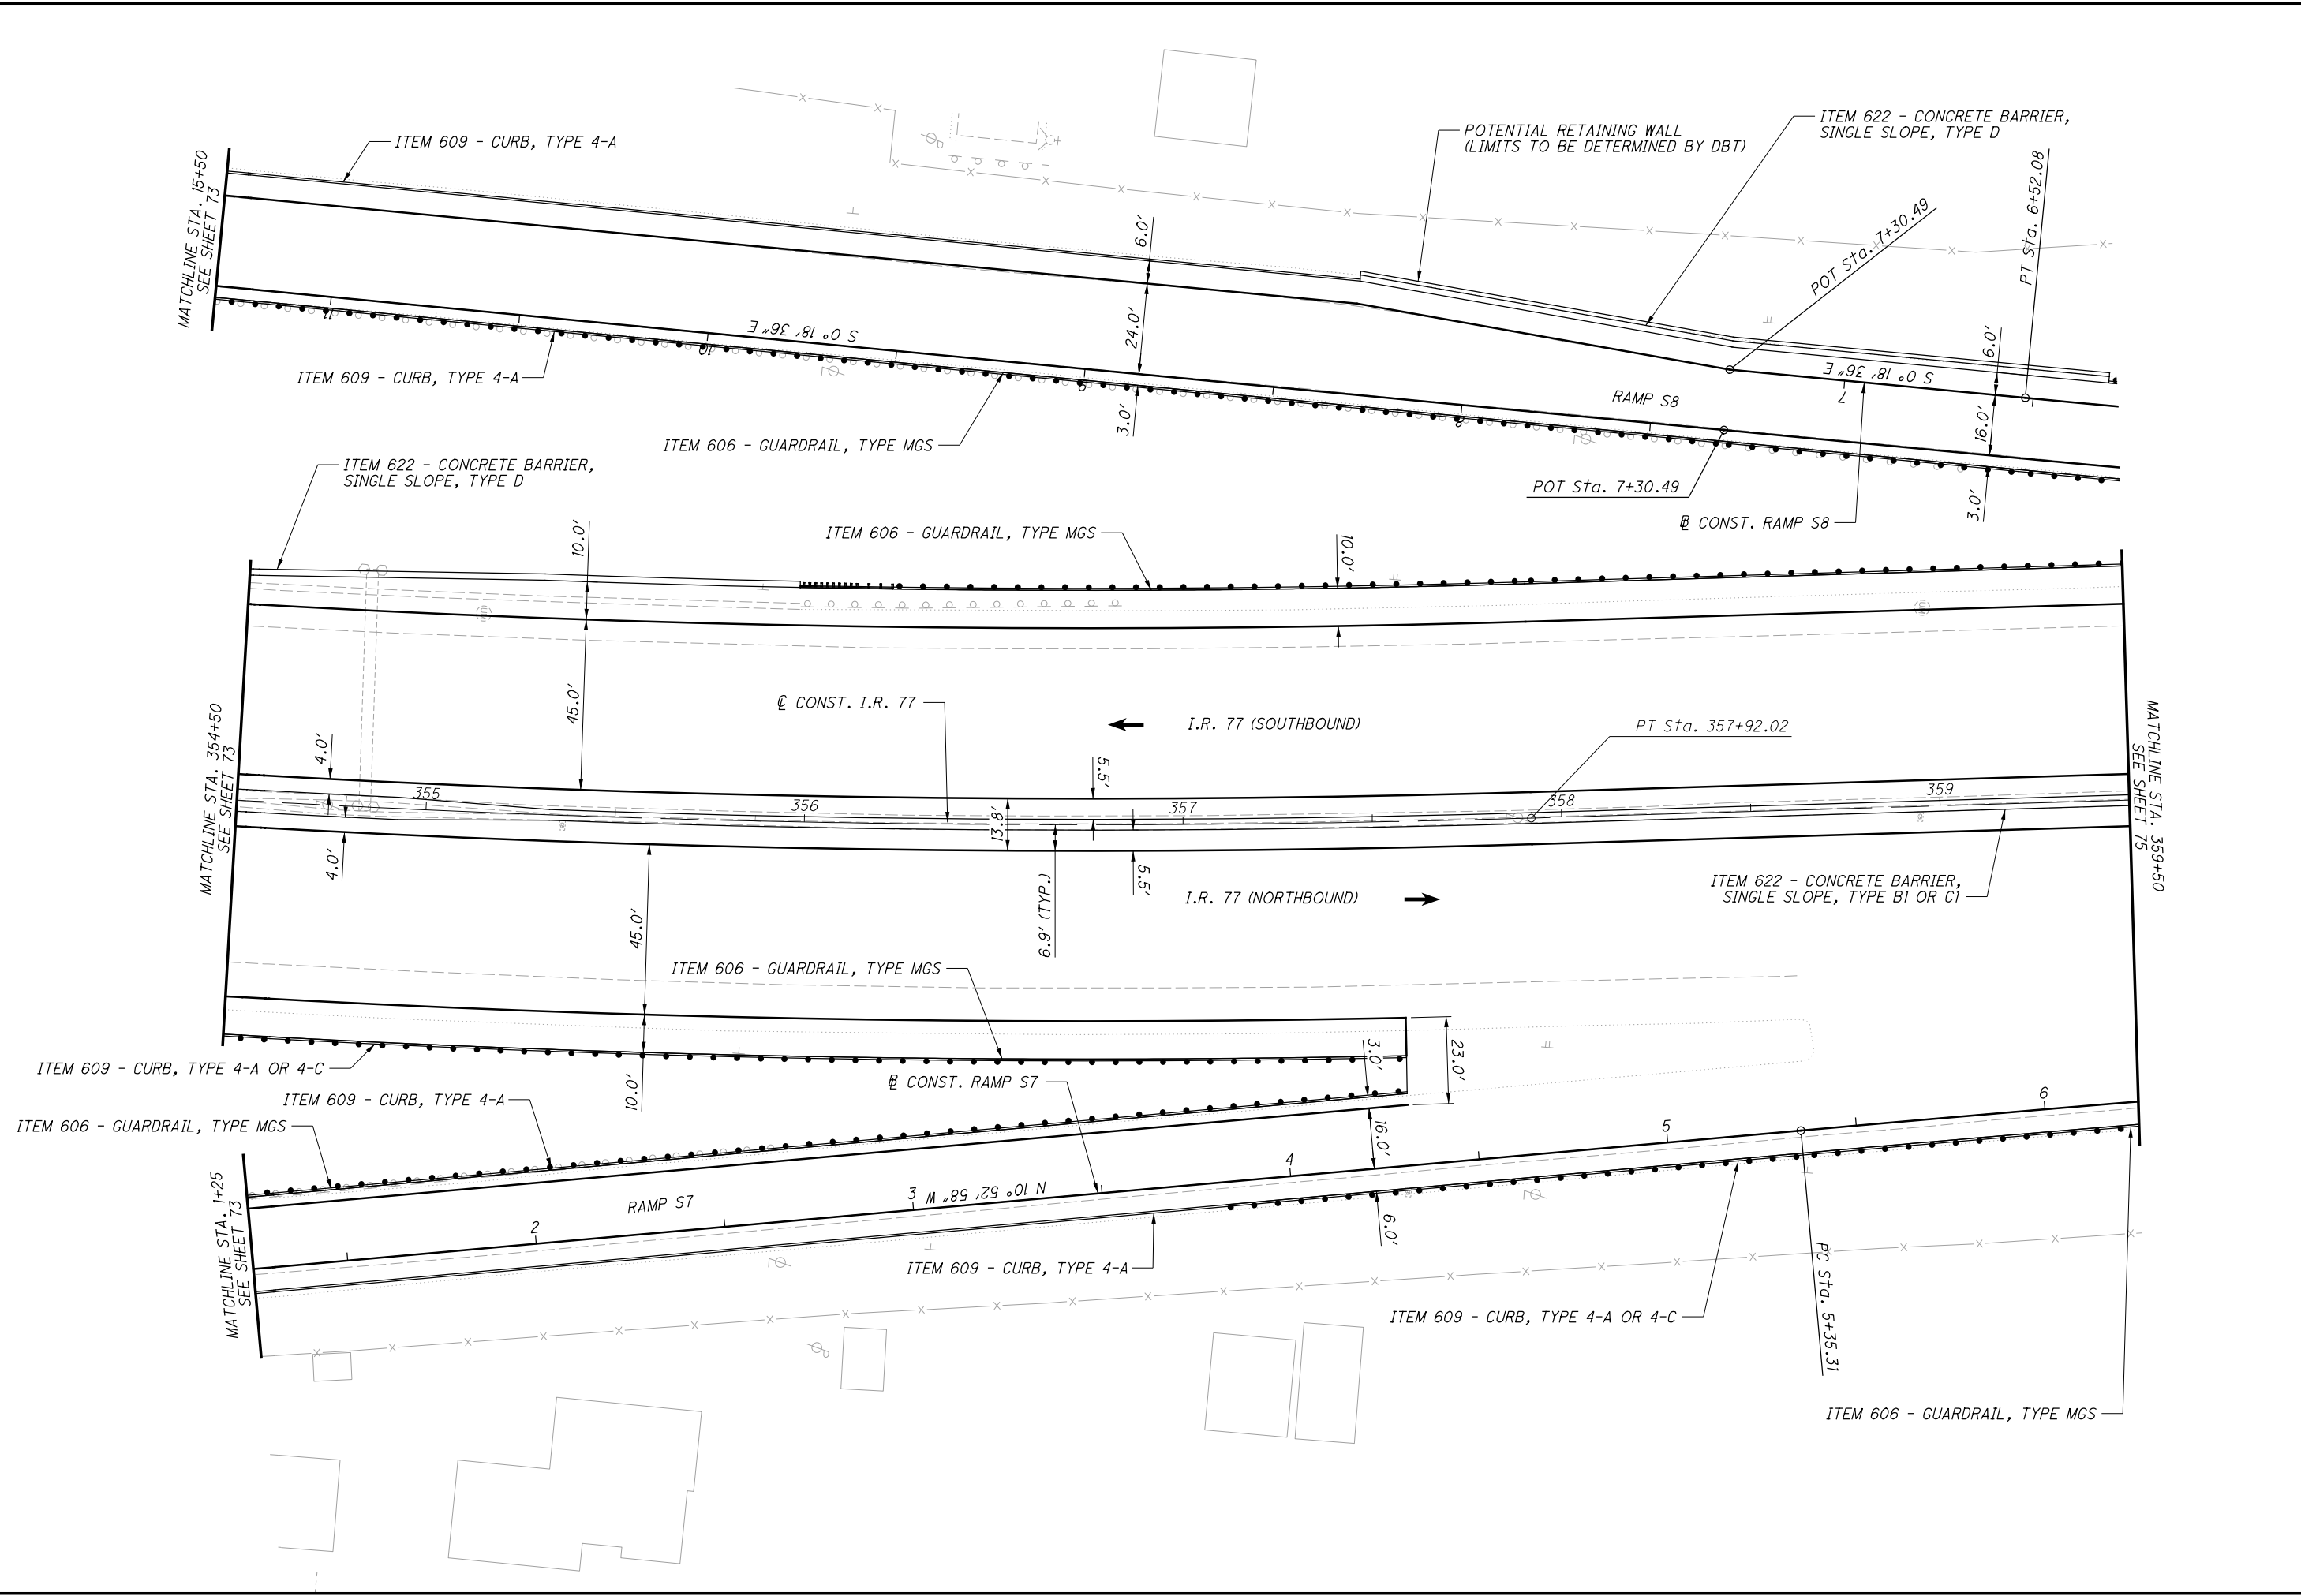 ITEM 609 - CURB, TYPE 4-A
POTENTIAL RETAINING WALL
(LIMITS TO BE DETERMINED BY DBT)
ITEM 622 - CONCRETE BARRIER,
SINGLE SLOPE, TYPE D
MATCHLINE STA. 15+50
SEE SHEET 73
6.0'
24.0'
3.0'
POT Sta. 7+30.49
PT Sta. 6+52.08
11
10
9
8
7
S 0° 18' 36" E
S 0° 18' 36" E
6.0'
16.0'
3.0'
RAMP S8
ITEM 609 - CURB, TYPE 4-A
ITEM 606 - GUARDRAIL, TYPE MGS
POT Sta. 7+30.49
℄ CONST. RAMP S8
ITEM 622 - CONCRETE BARRIER,
SINGLE SLOPE, TYPE D
10.0'
ITEM 606 - GUARDRAIL, TYPE MGS
10.0'
45.0'
℄ CONST. I.R. 77
I.R. 77 (SOUTHBOUND)
PT Sta. 357+92.02
MATCHLINE STA. 354+50
SEE SHEET 73
MATCHLINE STA. 359+50
SEE SHEET 75
4.0'
4.0'
355
356
357
358
359
13.8'
5.5'
5.5'
6.9' (TYP.)
I.R. 77 (NORTHBOUND)
ITEM 622 - CONCRETE BARRIER,
SINGLE SLOPE, TYPE B1 OR C1
45.0'
ITEM 606 - GUARDRAIL, TYPE MGS
10.0'
ITEM 609 - CURB, TYPE 4-A OR 4-C
℄ CONST. RAMP S7
3.0'
23.0'
ITEM 609 - CURB, TYPE 4-A
ITEM 606 - GUARDRAIL, TYPE MGS
16.0'
MATCHLINE STA. 1+25
SEE SHEET 73
RAMP S7
N 10° 52' 58" W
2
3
4
5
6
6.0'
ITEM 609 - CURB, TYPE 4-A
ITEM 609 - CURB, TYPE 4-A OR 4-C
PC Sta. 5+35.31
ITEM 606 - GUARDRAIL, TYPE MGS